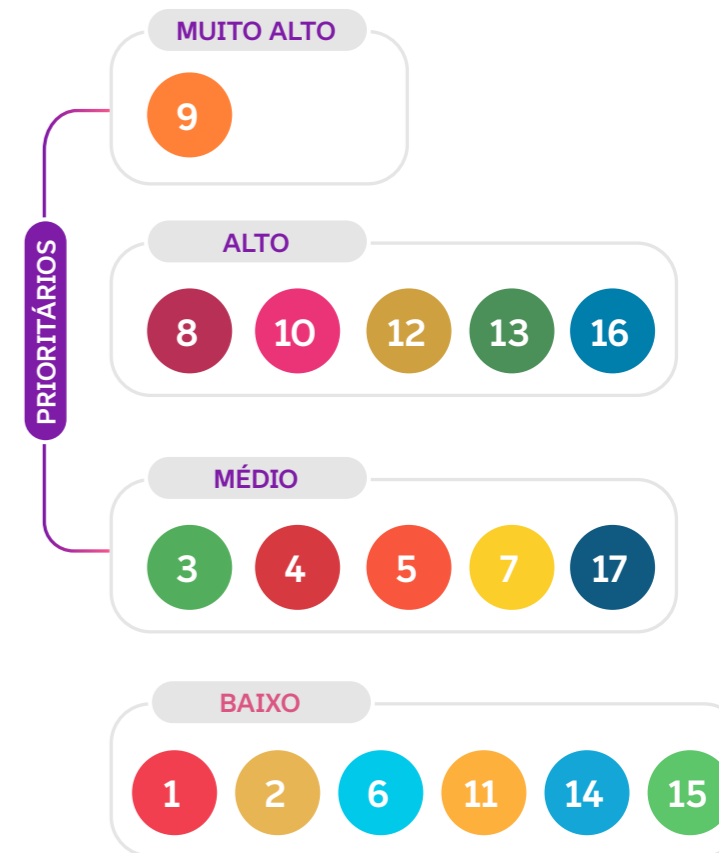 MUITO ALTO
9
PRIORITÁRIOS
ALTO
8 10 12 13 16
MÉDIO
3 4 5 7 17
BAIXO
1 2 6 11 14 15